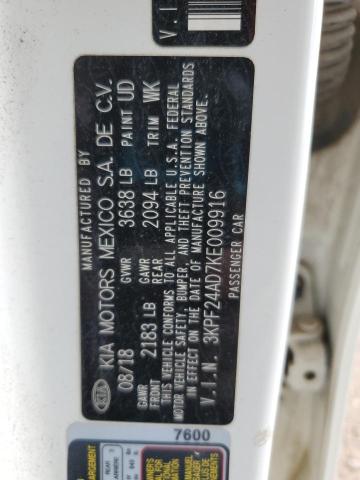 V.I
MANUFACTURED BY
KIA KIA MOTORS MEXICO S.A. DE C.V.
08/18 GVWR 3638 LB PAINT UD
GAWR FRONT 2183 LB GAWR REAR 2094 LB TRIM WK
THIS VEHICLE CONFORMS TO ALL APPLICABLE U.S.A. FEDERAL
MOTOR VEHICLE SAFETY, BUMPER, AND THEFT PREVENTION
STANDARDS IN EFFECT ON THE DATE OF MANUFACTURE SHOWN ABOVE.
V.I.N. 3KPF24AD7KE009916
PASSENGER CAR
7600